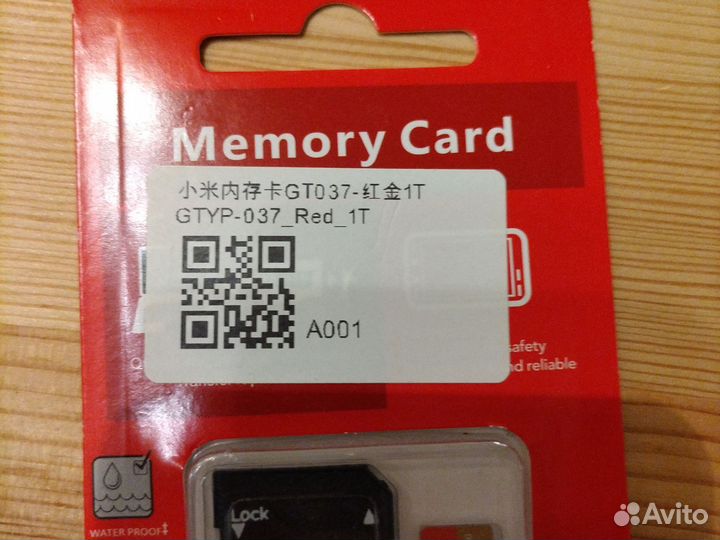 Memory Card
小米内存卡GT037-红金1T
GTYP-037_Red_1T
A001
safety
and reliable
WATER PROOF‡
Lock
Avito